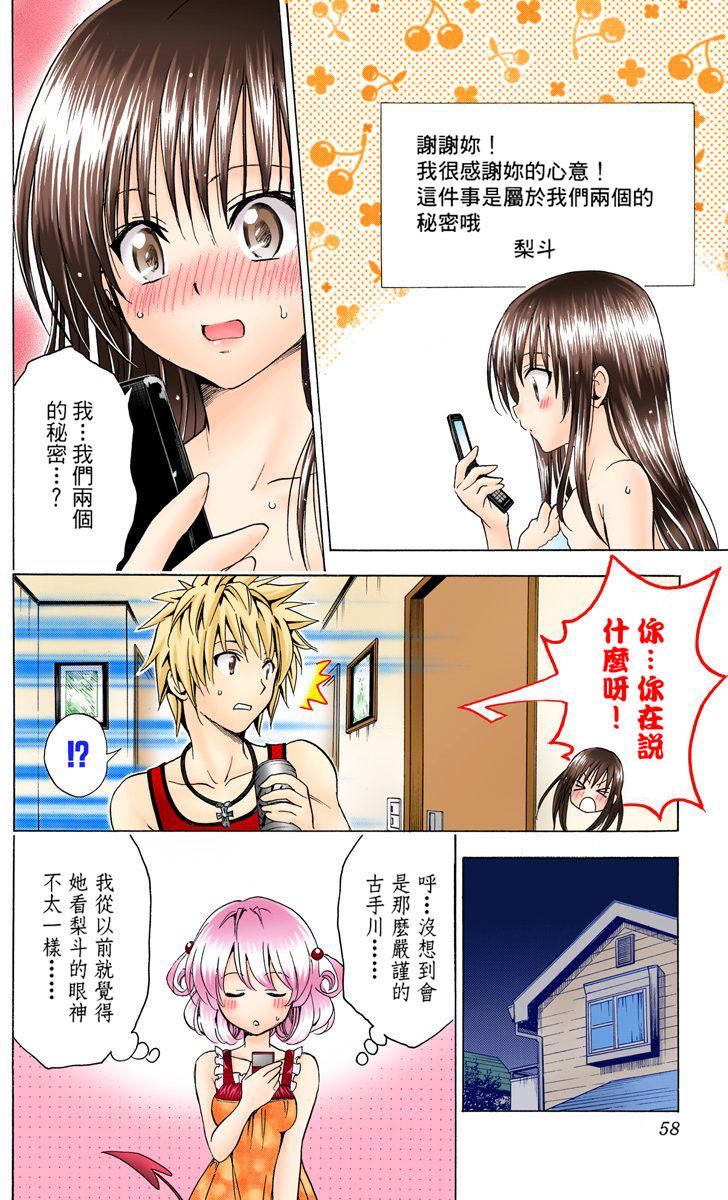 謝謝妳！
我很感謝妳的心意！
這件事是屬於我們兩個的
秘密哦
梨斗
我…我們兩個
的秘密…？
你…你在說
什麼呀！
!?
呼…沒想到會
是那麼嚴謹的
古手川……
我從以前就覺得
她看梨斗的眼神
不太一樣……
58